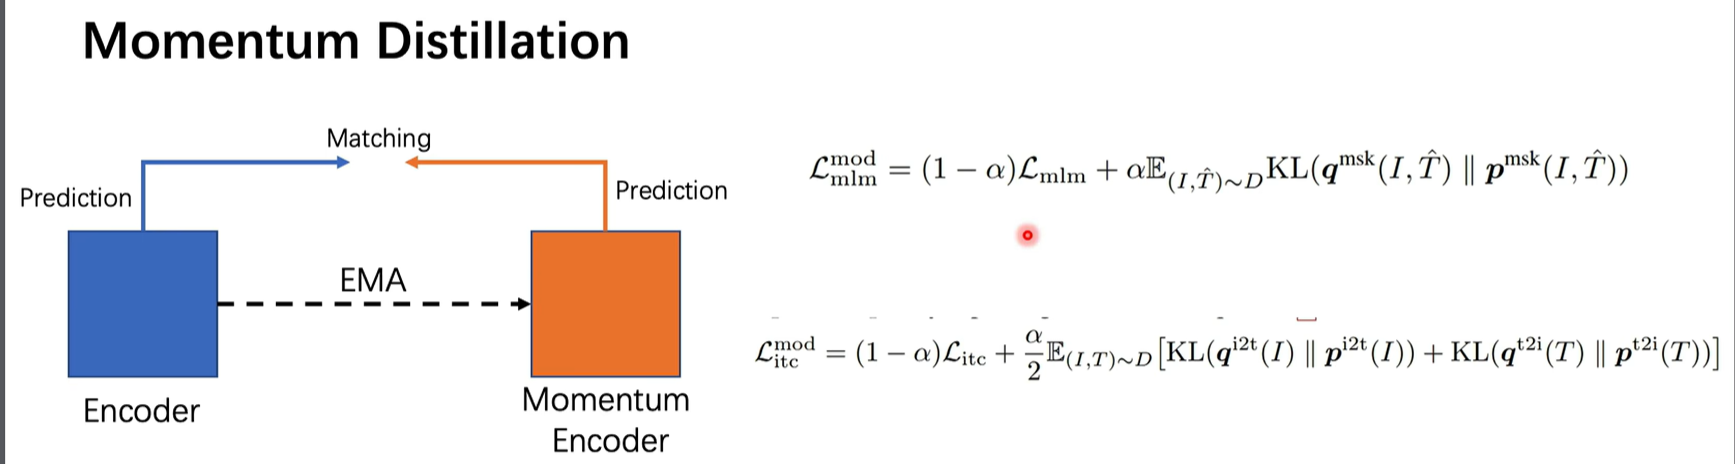 Momentum Distillation
Matching
Prediction
Prediction
EMA
Encoder
Momentum
Encoder
$\mathcal{L}_{\text{mlm}}^{\text{mod}} = (1 - \alpha)\mathcal{L}_{\text{mlm}} + \alpha\mathbb{E}_{(I,\hat{T})\sim D}\text{KL}(\boldsymbol{q}^{\text{msk}}(I, \hat{T}) \parallel \boldsymbol{p}^{\text{msk}}(I, \hat{T}))$
$\mathcal{L}_{\text{itc}}^{\text{mod}} = (1 - \alpha)\mathcal{L}_{\text{itc}} + \frac{\alpha}{2}\mathbb{E}_{(I,T)\sim D}[\text{KL}(\boldsymbol{q}^{\text{i2t}}(I) \parallel \boldsymbol{p}^{\text{i2t}}(I)) + \text{KL}(\boldsymbol{q}^{\text{t2i}}(T) \parallel \boldsymbol{p}^{\text{t2i}}(T))]$